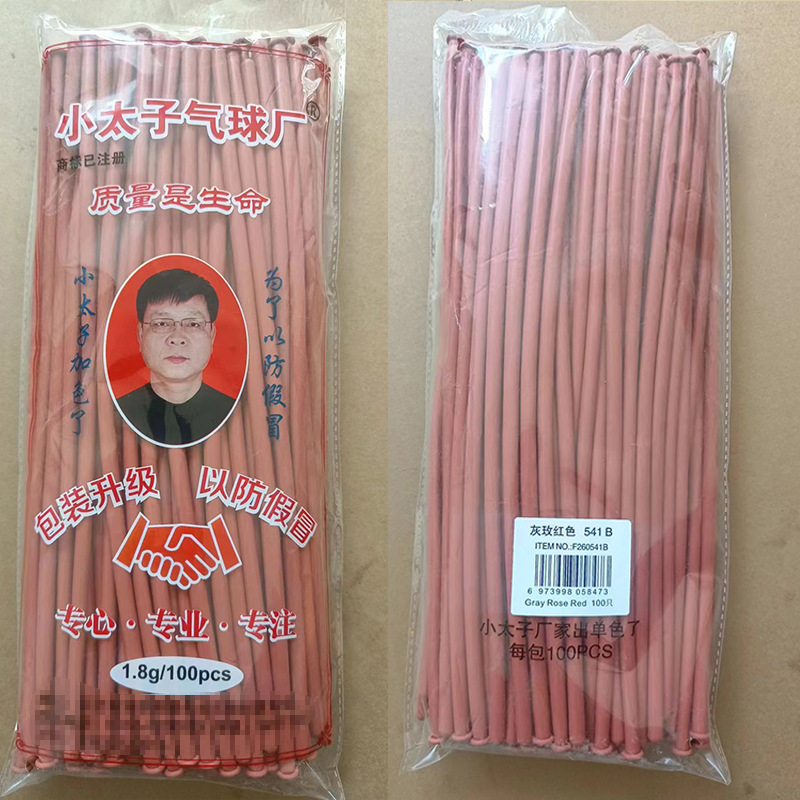 小太子气球厂®
商标已注册
质量是生命
小太子加色了
为了以防假冒
包装升级 以防假冒
专心·专业·专注
1.8g/100pcs
灰玫红色 541 B
ITEM NO.:F260541B
6 973998 058473
Gray Rose Red 100只
小太子厂家出单色了
每包100PCS